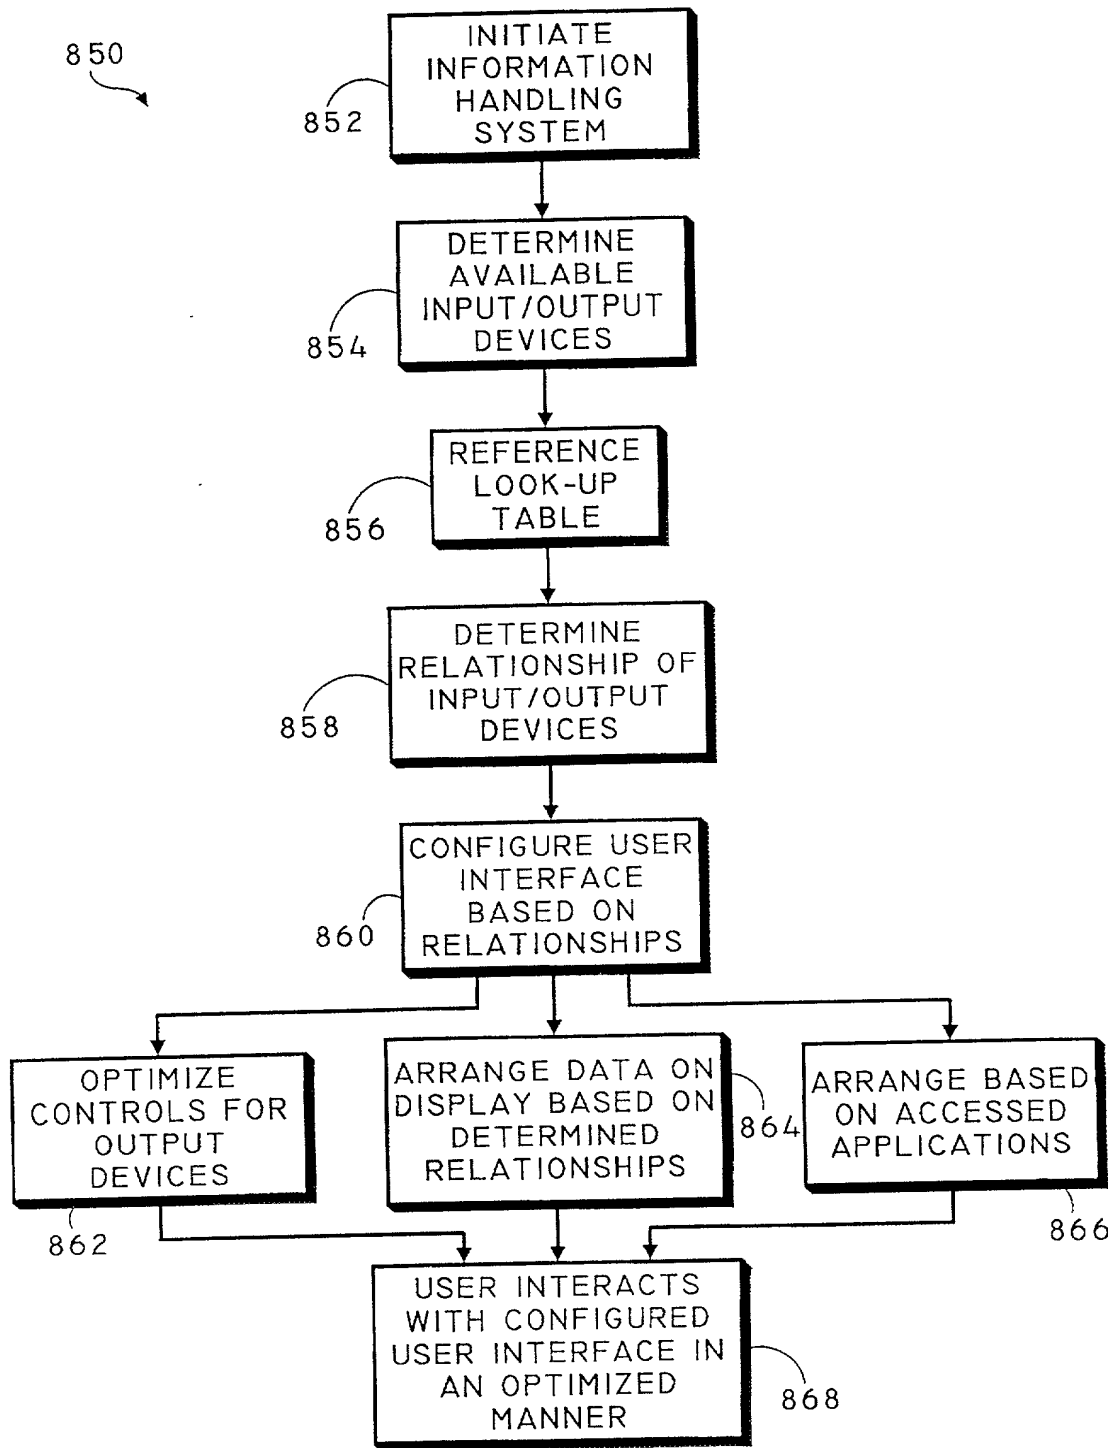 850
INITIATE
INFORMATION
HANDLING
SYSTEM
852
DETERMINE
AVAILABLE
INPUT/OUTPUT
DEVICES
854
REFERENCE
LOOK-UP
TABLE
856
DETERMINE
RELATIONSHIP OF
INPUT/OUTPUT
DEVICES
858
CONFIGURE USER
INTERFACE
BASED ON
RELATIONSHIPS
860
OPTIMIZE
CONTROLS FOR
OUTPUT
DEVICES
862
ARRANGE DATA ON
DISPLAY BASED ON
DETERMINED
RELATIONSHIPS
864
ARRANGE BASED
ON ACCESSED
APPLICATIONS
866
USER INTERACTS
WITH CONFIGURED
USER INTERFACE IN
AN OPTIMIZED
MANNER
868